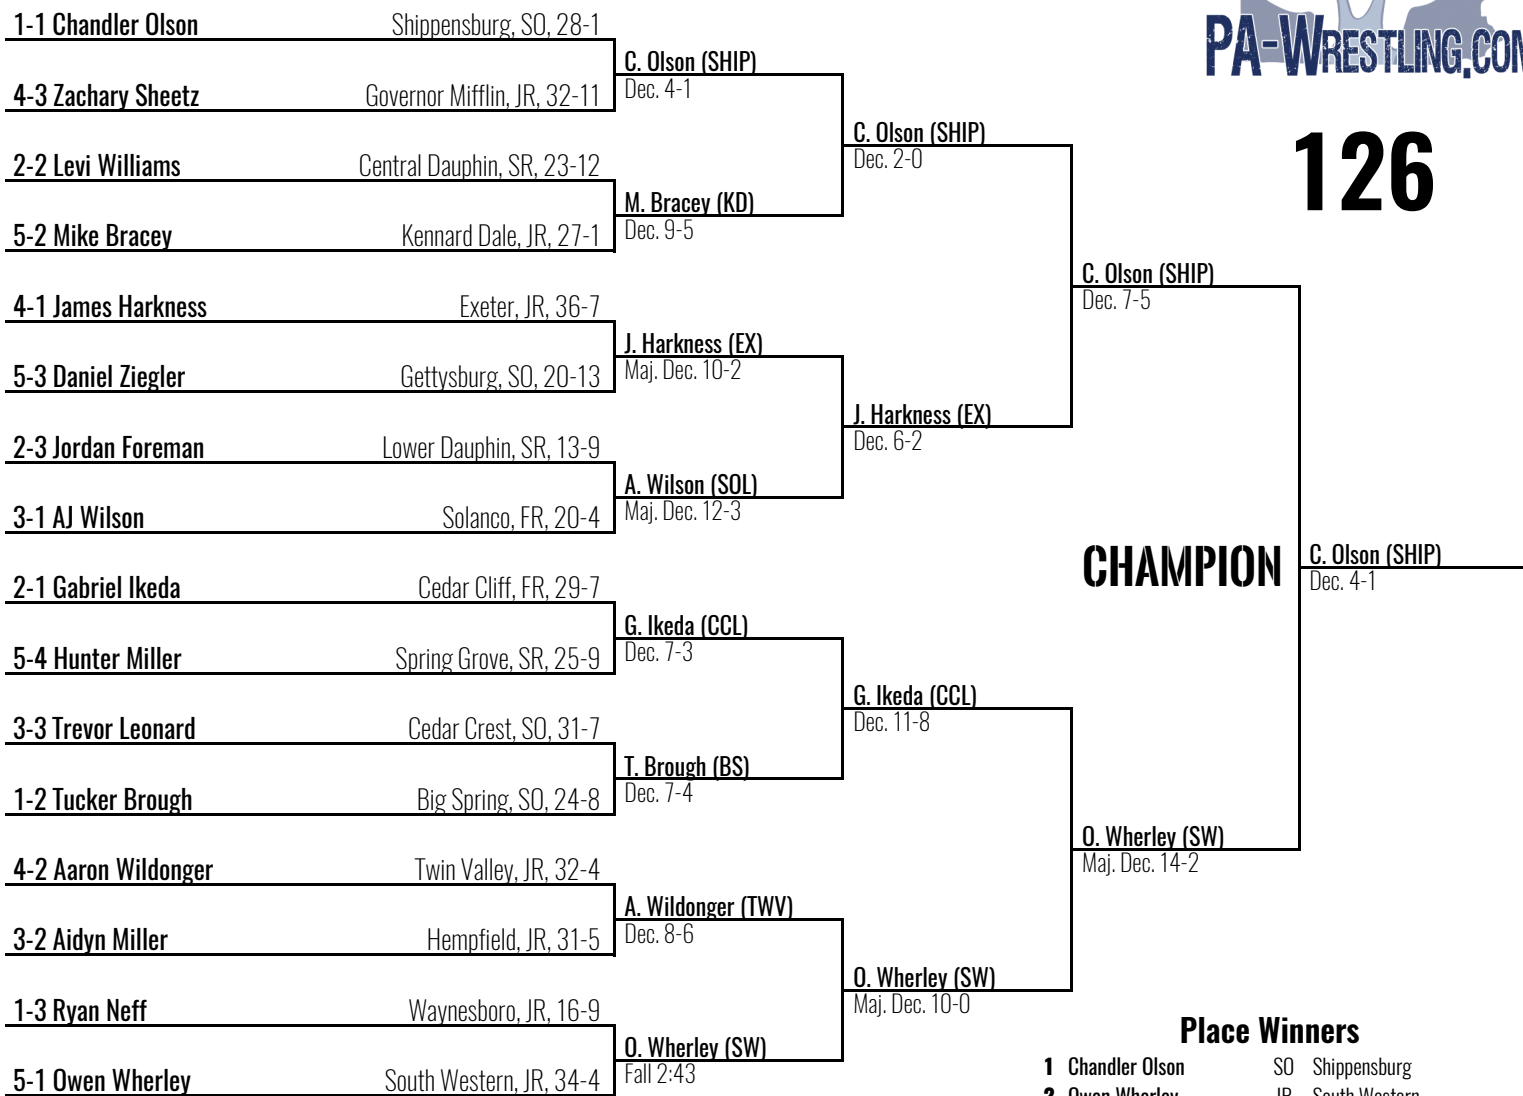 PA-WRESTLING.COM
126
1-1 Chandler Olson Shippensburg, SO, 28-1
C. Olson (SHIP)
Dec. 4-1
4-3 Zachary Sheetz Governor Mifflin, JR, 32-11
C. Olson (SHIP)
Dec. 2-0
2-2 Levi Williams Central Dauphin, SR, 23-12
M. Bracey (KD)
Dec. 9-5
5-2 Mike Bracey Kennard Dale, JR, 27-1
C. Olson (SHIP)
Dec. 7-5
4-1 James Harkness Exeter, JR, 36-7
J. Harkness (EX)
Maj. Dec. 10-2
5-3 Daniel Ziegler Gettysburg, SO, 20-13
J. Harkness (EX)
Dec. 6-2
2-3 Jordan Foreman Lower Dauphin, SR, 13-9
A. Wilson (SOL)
Maj. Dec. 12-3
3-1 AJ Wilson Solanco, FR, 20-4
CHAMPION
C. Olson (SHIP)
Dec. 4-1
2-1 Gabriel Ikeda Cedar Cliff, FR, 29-7
G. Ikeda (CCL)
Dec. 7-3
5-4 Hunter Miller Spring Grove, SR, 25-9
G. Ikeda (CCL)
Dec. 11-8
3-3 Trevor Leonard Cedar Crest, SO, 31-7
T. Brough (BS)
Dec. 7-4
1-2 Tucker Brough Big Spring, SO, 24-8
O. Wherley (SW)
Maj. Dec. 14-2
4-2 Aaron Wildonger Twin Valley, JR, 32-4
A. Wildonger (TWV)
Dec. 8-6
3-2 Aidyn Miller Hempfield, JR, 31-5
O. Wherley (SW)
Maj. Dec. 10-0
1-3 Ryan Neff Waynesboro, JR, 16-9
O. Wherley (SW)
Fall 2:43
5-1 Owen Wherley South Western, JR, 34-4
Place Winners
1 Chandler Olson SO Shippensburg
2 Owen Wherley JR South Western